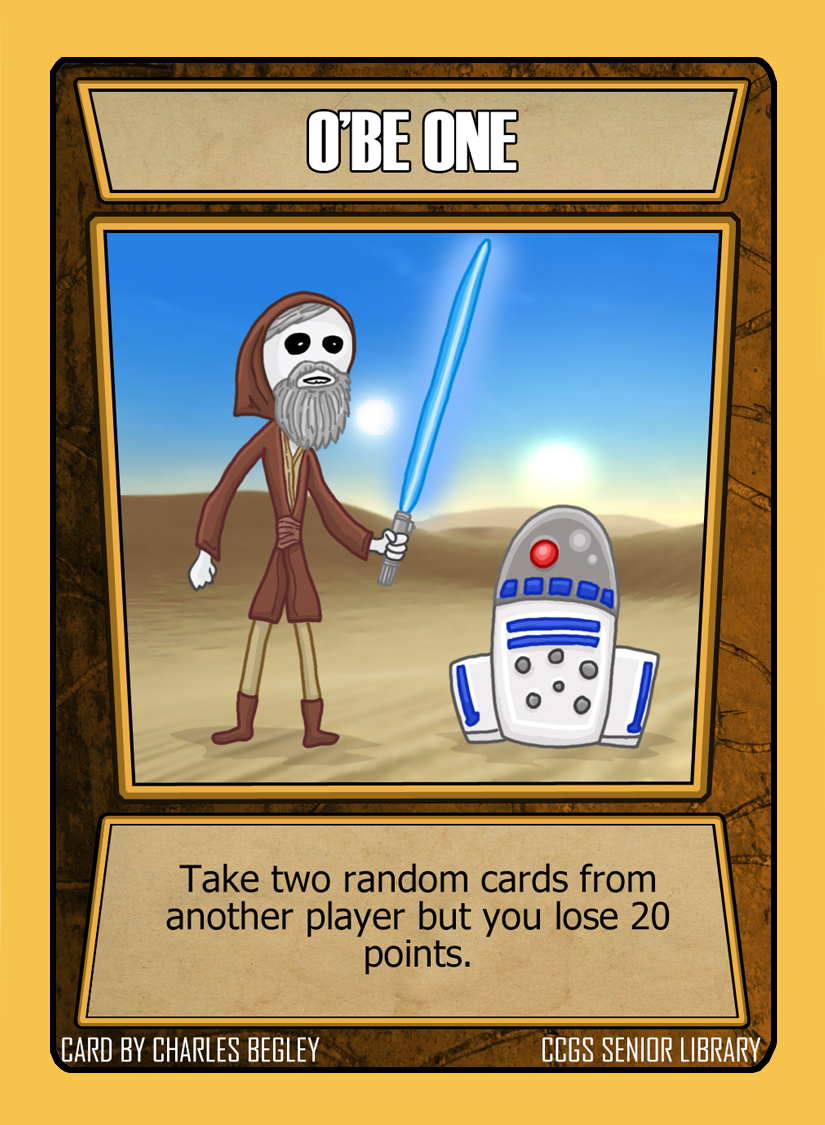 O'BE ONE
Take two random cards from
another player but you lose 20
points.
CARD BY CHARLES BEGLEY
CCGS SENIOR LIBRARY